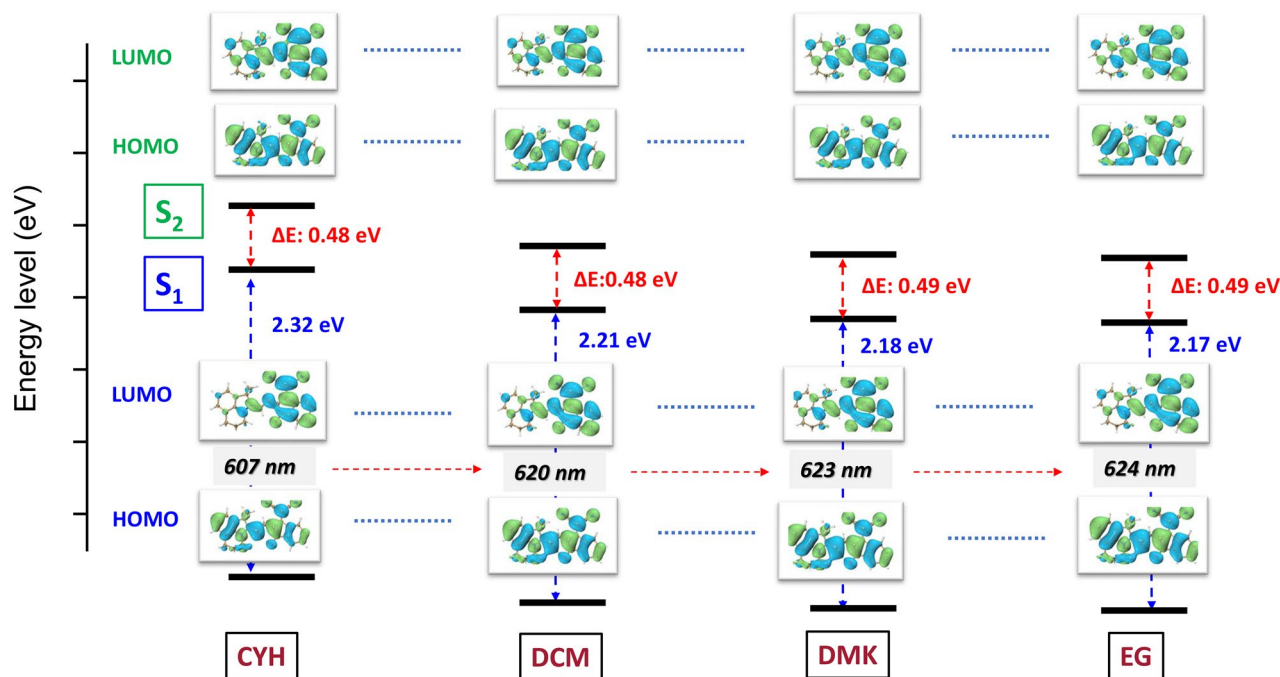 Energy level (eV)
LUMO
HOMO
S₂
S₁
LUMO
HOMO
ΔE: 0.48 eV
ΔE:0.48 eV
ΔE: 0.49 eV
ΔE: 0.49 eV
2.32 eV
2.21 eV
2.18 eV
2.17 eV
607 nm
620 nm
623 nm
624 nm
CYH
DCM
DMK
EG